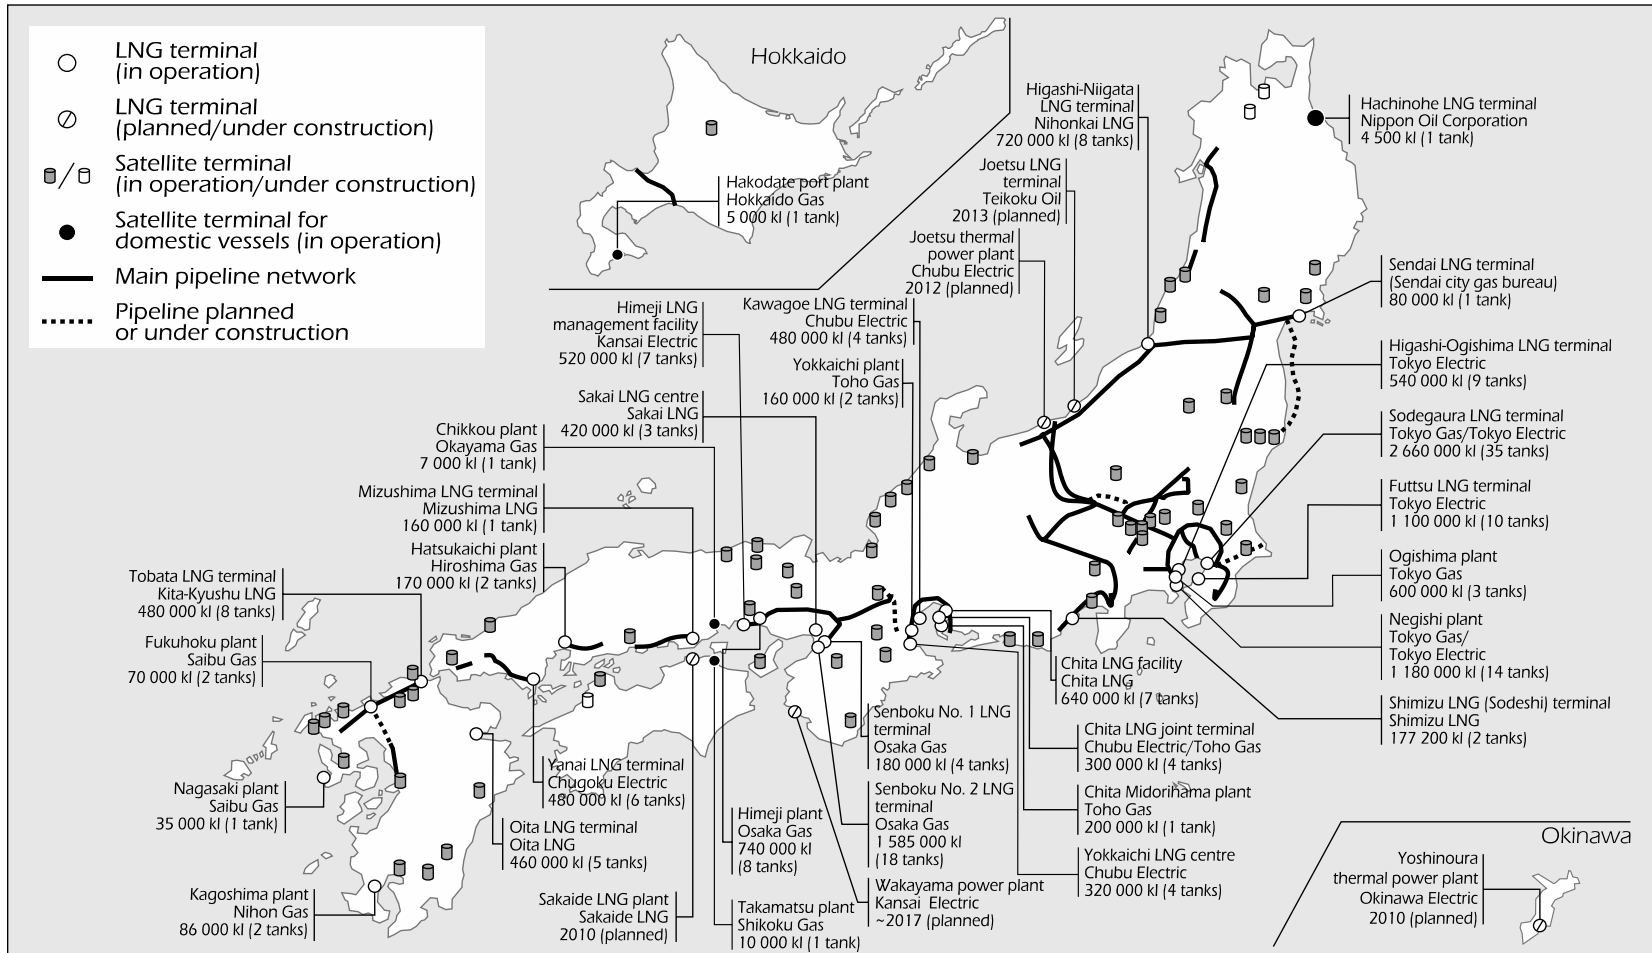 LNG terminal
(in operation)
LNG terminal
(planned/under construction)
Satellite terminal
(in operation/under construction)
Satellite terminal for
domestic vessels (in operation)
Main pipeline network
Pipeline planned
or under construction
Hokkaido
Hakodate port plant
Hokkaido Gas
5 000 kl (1 tank)
Higashi-Niigata
LNG terminal
Nihonkai LNG
720 000 kl (8 tanks)
Joetsu LNG
terminal
Teikoku Oil
2013 (planned)
Joetsu thermal
power plant
Chubu Electric
2012 (planned)
Hachinohe LNG terminal
Nippon Oil Corporation
4 500 kl (1 tank)
Sendai LNG terminal
(Sendai city gas bureau)
80 000 kl (1 tank)
Higashi-Ogishima LNG terminal
Tokyo Electric
540 000 kl (9 tanks)
Sodegaura LNG terminal
Tokyo Gas/Tokyo Electric
2 660 000 kl (35 tanks)
Futtsu LNG terminal
Tokyo Electric
1 100 000 kl (10 tanks)
Ogishima plant
Tokyo Gas
600 000 kl (3 tanks)
Negishi plant
Tokyo Gas/
Tokyo Electric
1 180 000 kl (14 tanks)
Shimizu LNG (Sodeshi) terminal
Shimizu LNG
177 200 kl (2 tanks)
Himeji LNG
management facility
Kansai Electric
520 000 kl (7 tanks)
Kawagoe LNG terminal
Chubu Electric
480 000 kl (4 tanks)
Yokkaichi plant
Toho Gas
160 000 kl (2 tanks)
Sakai LNG centre
Sakai LNG
420 000 kl (3 tanks)
Chikkou plant
Okayama Gas
7 000 kl (1 tank)
Mizushima LNG terminal
Mizushima LNG
160 000 kl (1 tank)
Hatsukaichi plant
Hiroshima Gas
170 000 kl (2 tanks)
Tobata LNG terminal
Kita-Kyushu LNG
480 000 kl (8 tanks)
Fukuhoku plant
Saibu Gas
70 000 kl (2 tanks)
Nagasaki plant
Saibu Gas
35 000 kl (1 tank)
Kagoshima plant
Nihon Gas
86 000 kl (2 tanks)
Yanai LNG terminal
Chugoku Electric
480 000 kl (6 tanks)
Oita LNG terminal
Oita LNG
460 000 kl (5 tanks)
Sakaide LNG plant
Sakaide LNG
2010 (planned)
Himeji plant
Osaka Gas
740 000 kl
(8 tanks)
Takamatsu plant
Shikoku Gas
10 000 kl (1 tank)
Senboku No. 1 LNG
terminal
Osaka Gas
180 000 kl (4 tanks)
Senboku No. 2 LNG
terminal
Osaka Gas
1 585 000 kl
(18 tanks)
Wakayama power plant
Kansai Electric
~2017 (planned)
Chita LNG facility
Chita LNG
640 000 kl (7 tanks)
Chita LNG joint terminal
Chubu Electric/Toho Gas
300 000 kl (4 tanks)
Chita Midorihama plant
Toho Gas
200 000 kl (1 tank)
Yokkaichi LNG centre
Chubu Electric
320 000 kl (4 tanks)
Okinawa
Yoshinoura
thermal power plant
Okinawa Electric
2010 (planned)